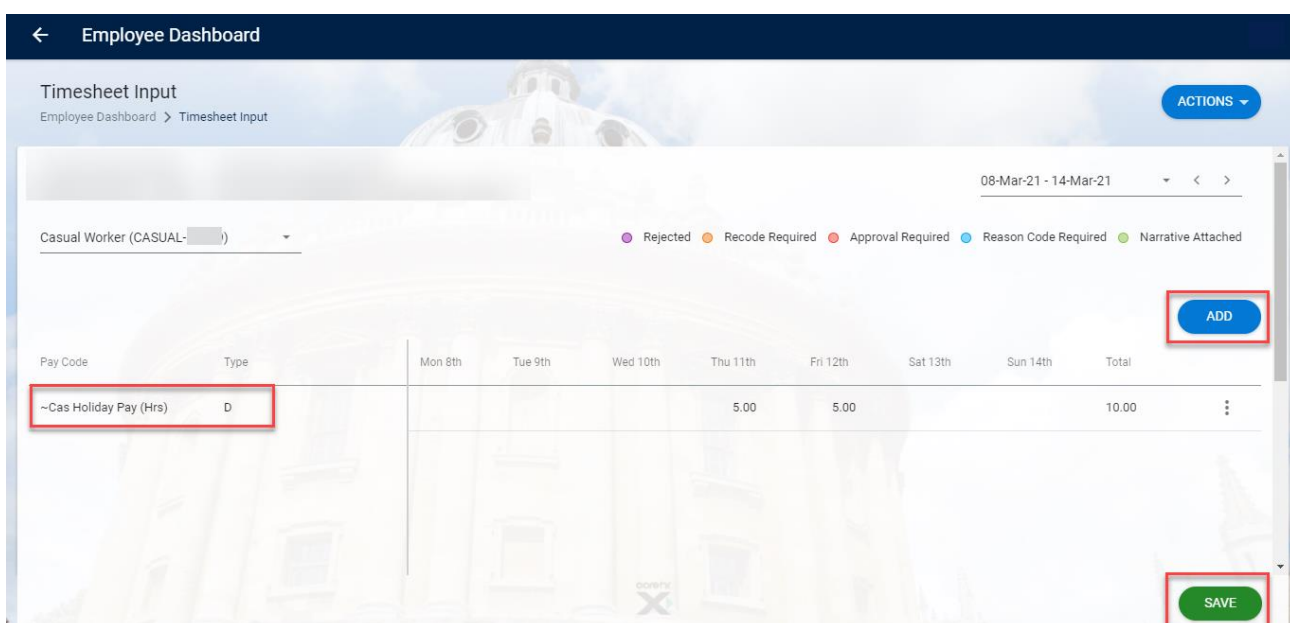 Employee Dashboard
Timesheet Input
Employee Dashboard > Timesheet Input
ACTIONS
08-Mar-21 - 14-Mar-21
Casual Worker (CASUAL- )
Rejected Recode Required Approval Required Reason Code Required Narrative Attached
ADD
Pay Code Type Mon 8th Tue 9th Wed 10th Thu 11th Fri 12th Sat 13th Sun 14th Total
~Cas Holiday Pay (Hrs) D 5.00 5.00 10.00
SAVE